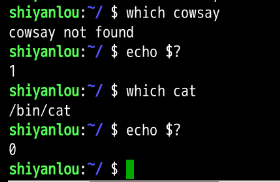 shiyanlou:~/ $ which cowsay
cowsay not found
shiyanlou:~/ $ echo $?
1
shiyanlou:~/ $ which cat
/bin/cat
shiyanlou:~/ $ echo $?
0
shiyanlou:~/ $